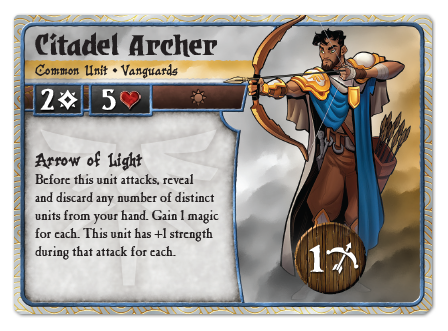 Citadel Archer
Common Unit • Vanguards
2 5
Arrow of Light
Before this unit attacks, reveal
and discard any number of distinct
units from your hand. Gain 1 magic
for each. This unit has +1 strength
during that attack for each.
1